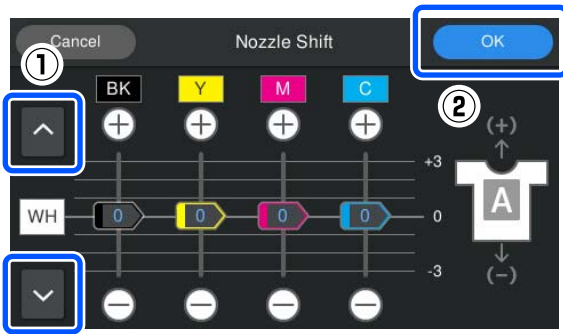 Cancel Nozzle Shift OK
①
BK Y M C
②
+ + + +
(+)
+3
WH 0 0 0 0 0 A
-3
(-)
− − − −